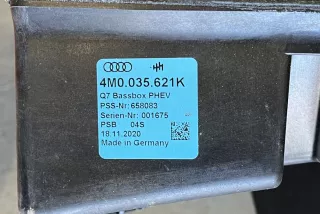 4M0.035.621K
Q7 Bassbox PHEV
PSS-Nr: 658083
Serien-Nr: 001675
PSB 04S
18.11.2020
Made in Germany